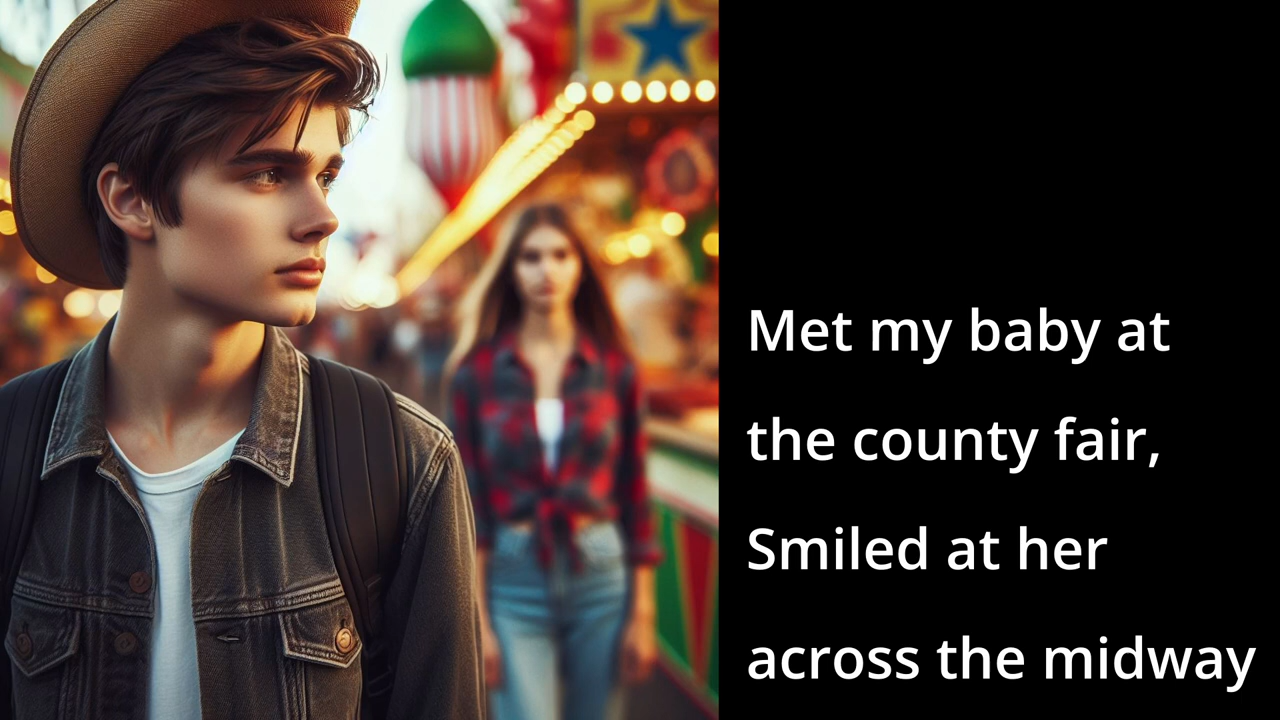 Met my baby at
the county fair,
Smiled at her
across the midway